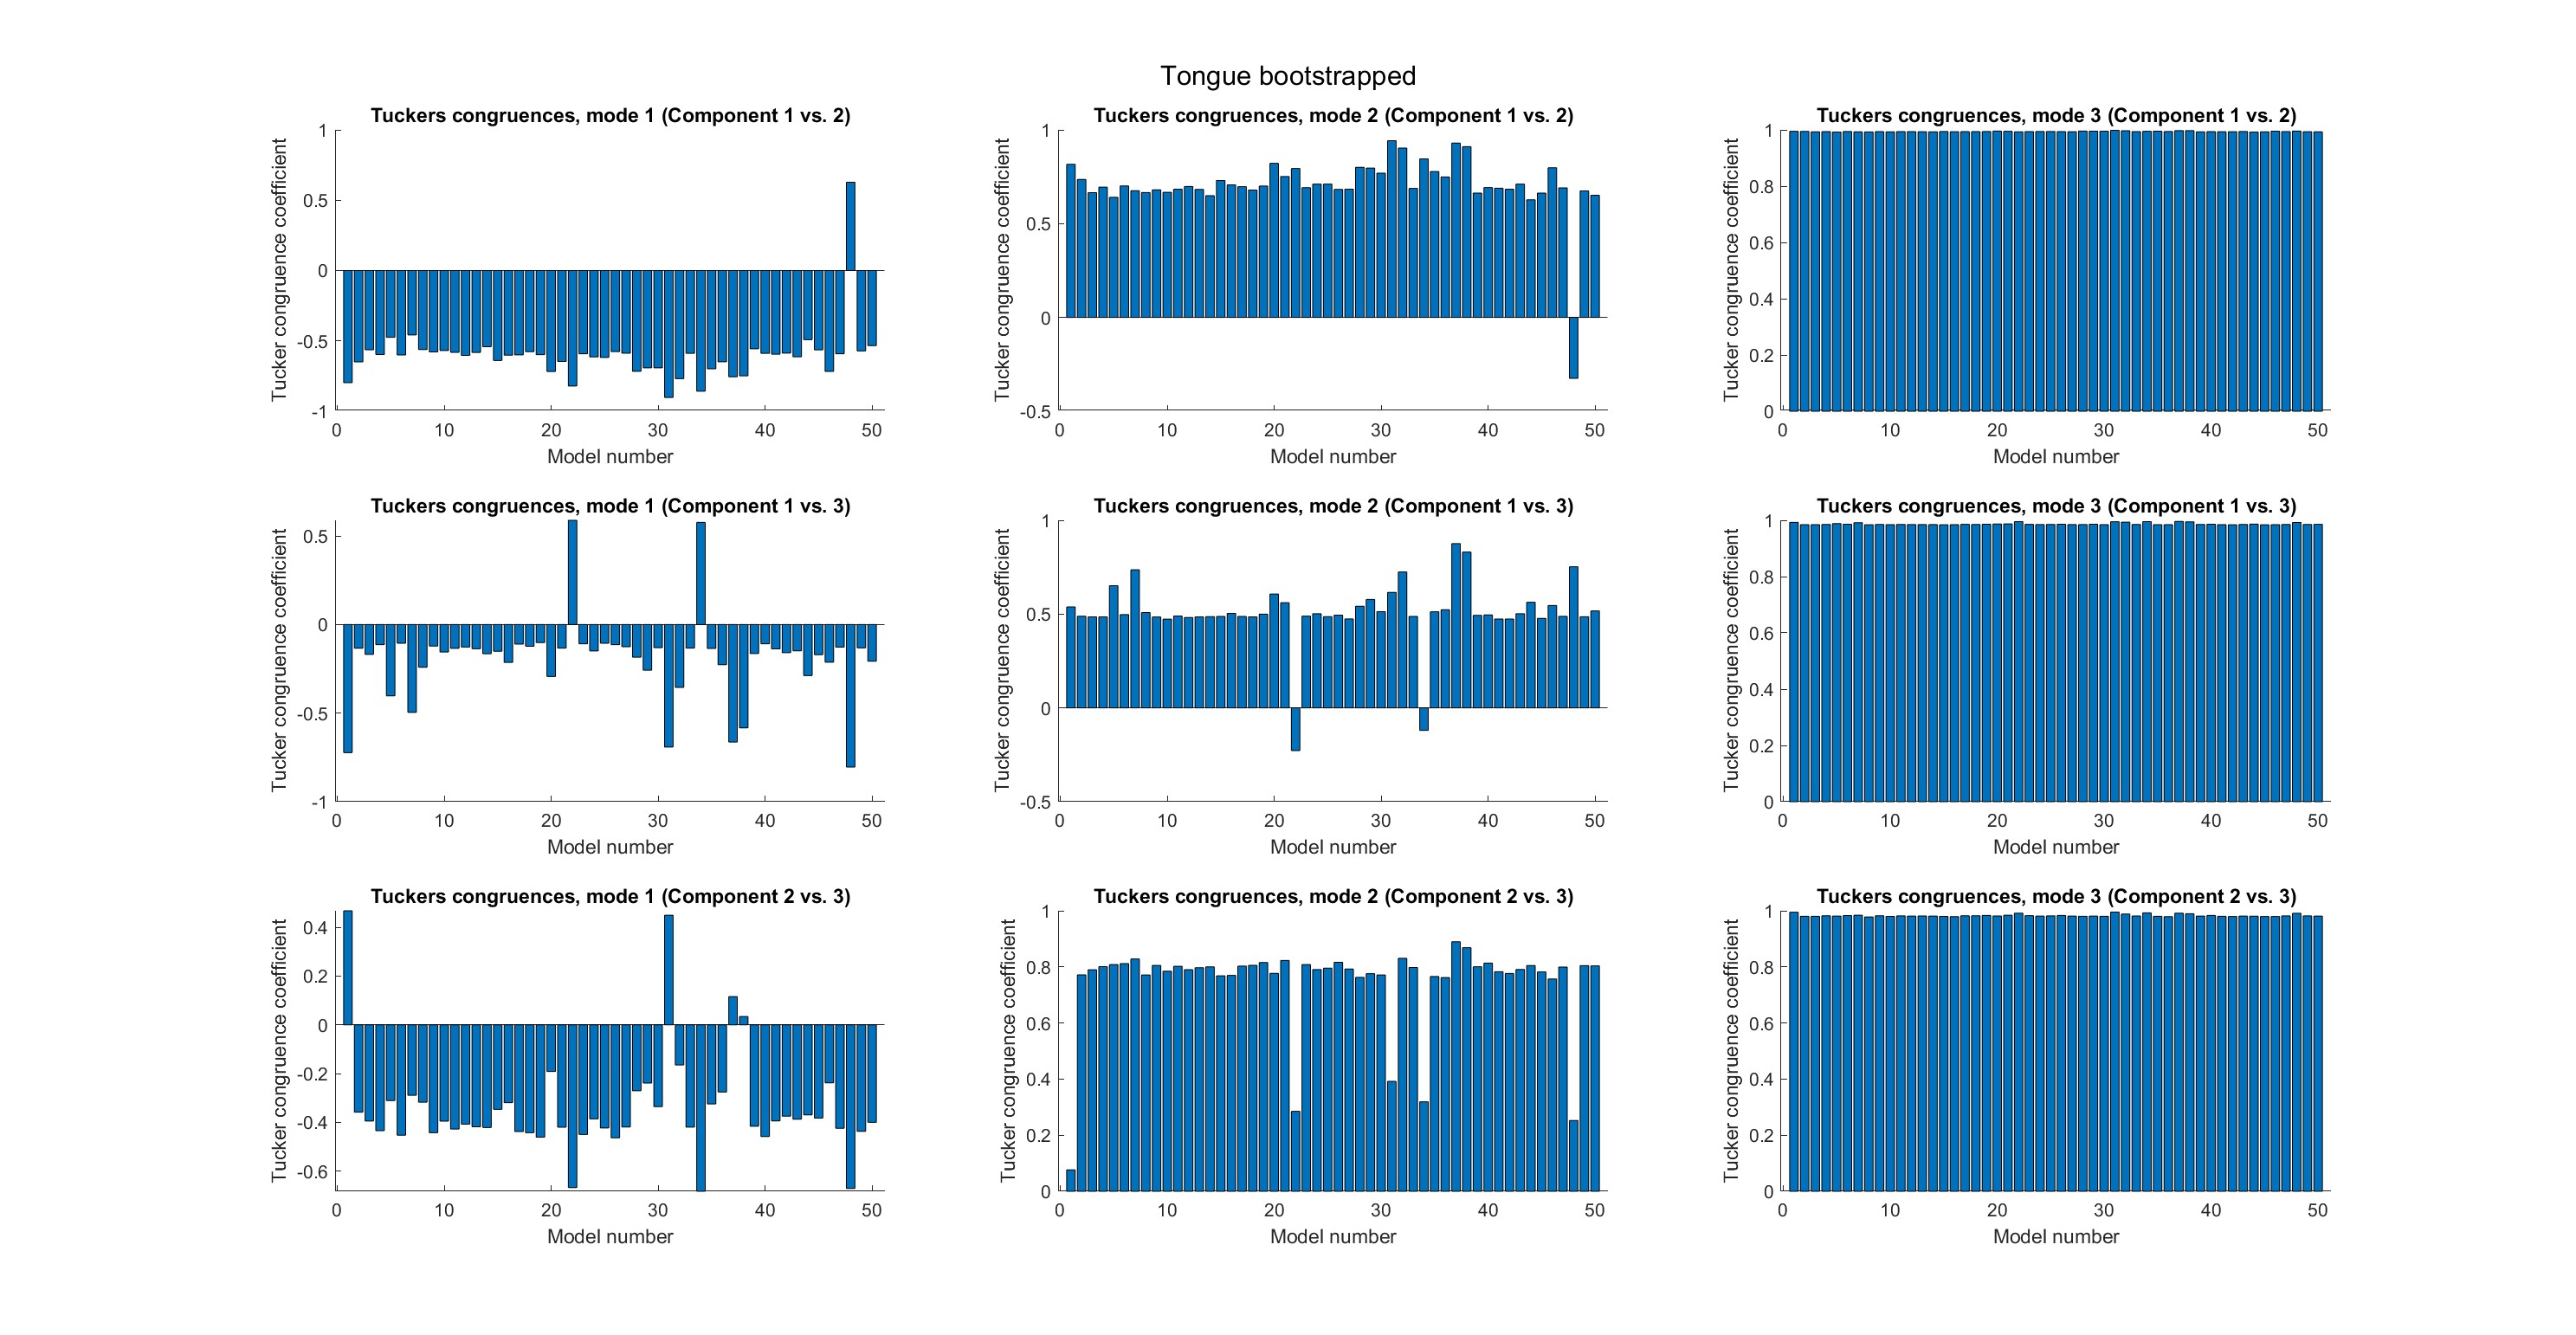 Tongue bootstrapped
Tuckers congruences, mode 1 (Component 1 vs. 2)
Tucker congruence coefficient
1
0.5
0
-0.5
-1
0 10 20 30 40 50
Model number
Tuckers congruences, mode 2 (Component 1 vs. 2)
Tucker congruence coefficient
1
0.5
0
-0.5
0 10 20 30 40 50
Model number
Tuckers congruences, mode 3 (Component 1 vs. 2)
Tucker congruence coefficient
1
0.8
0.6
0.4
0.2
0
0 10 20 30 40 50
Model number
Tuckers congruences, mode 1 (Component 1 vs. 3)
Tucker congruence coefficient
0.5
0
-0.5
-1
0 10 20 30 40 50
Model number
Tuckers congruences, mode 2 (Component 1 vs. 3)
Tucker congruence coefficient
1
0.5
0
-0.5
0 10 20 30 40 50
Model number
Tuckers congruences, mode 3 (Component 1 vs. 3)
Tucker congruence coefficient
1
0.8
0.6
0.4
0.2
0
0 10 20 30 40 50
Model number
Tuckers congruences, mode 1 (Component 2 vs. 3)
Tucker congruence coefficient
0.4
0.2
0
-0.2
-0.4
-0.6
0 10 20 30 40 50
Model number
Tuckers congruences, mode 2 (Component 2 vs. 3)
Tucker congruence coefficient
1
0.8
0.6
0.4
0.2
0
0 10 20 30 40 50
Model number
Tuckers congruences, mode 3 (Component 2 vs. 3)
Tucker congruence coefficient
1
0.8
0.6
0.4
0.2
0
0 10 20 30 40 50
Model number